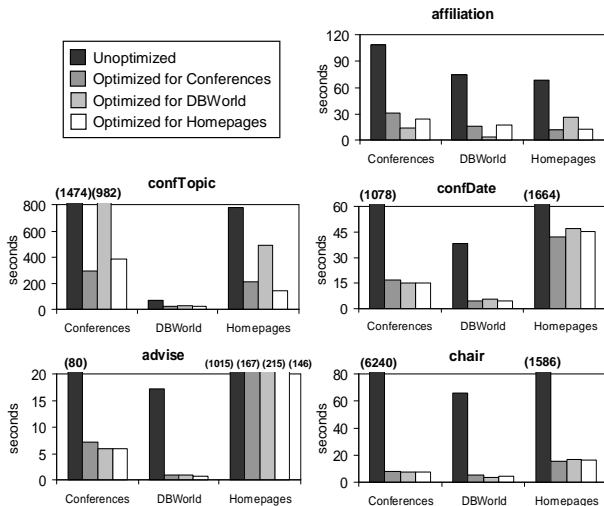 affiliation
Unoptimized
Optimized for Conferences
Optimized for DBWorld
Optimized for Homepages
seconds
120
90
60
30
0
Conferences DBWorld Homepages
confTopic
(1474)(982)
seconds
800
600
400
200
0
Conferences DBWorld Homepages
confDate
(1078) (1664)
seconds
60
45
30
15
0
Conferences DBWorld Homepages
advise
(80) (1015) (167) (215) (146)
seconds
20
15
10
5
0
Conferences DBWorld Homepages
chair
(6240) (1586)
seconds
80
60
40
20
0
Conferences DBWorld Homepages